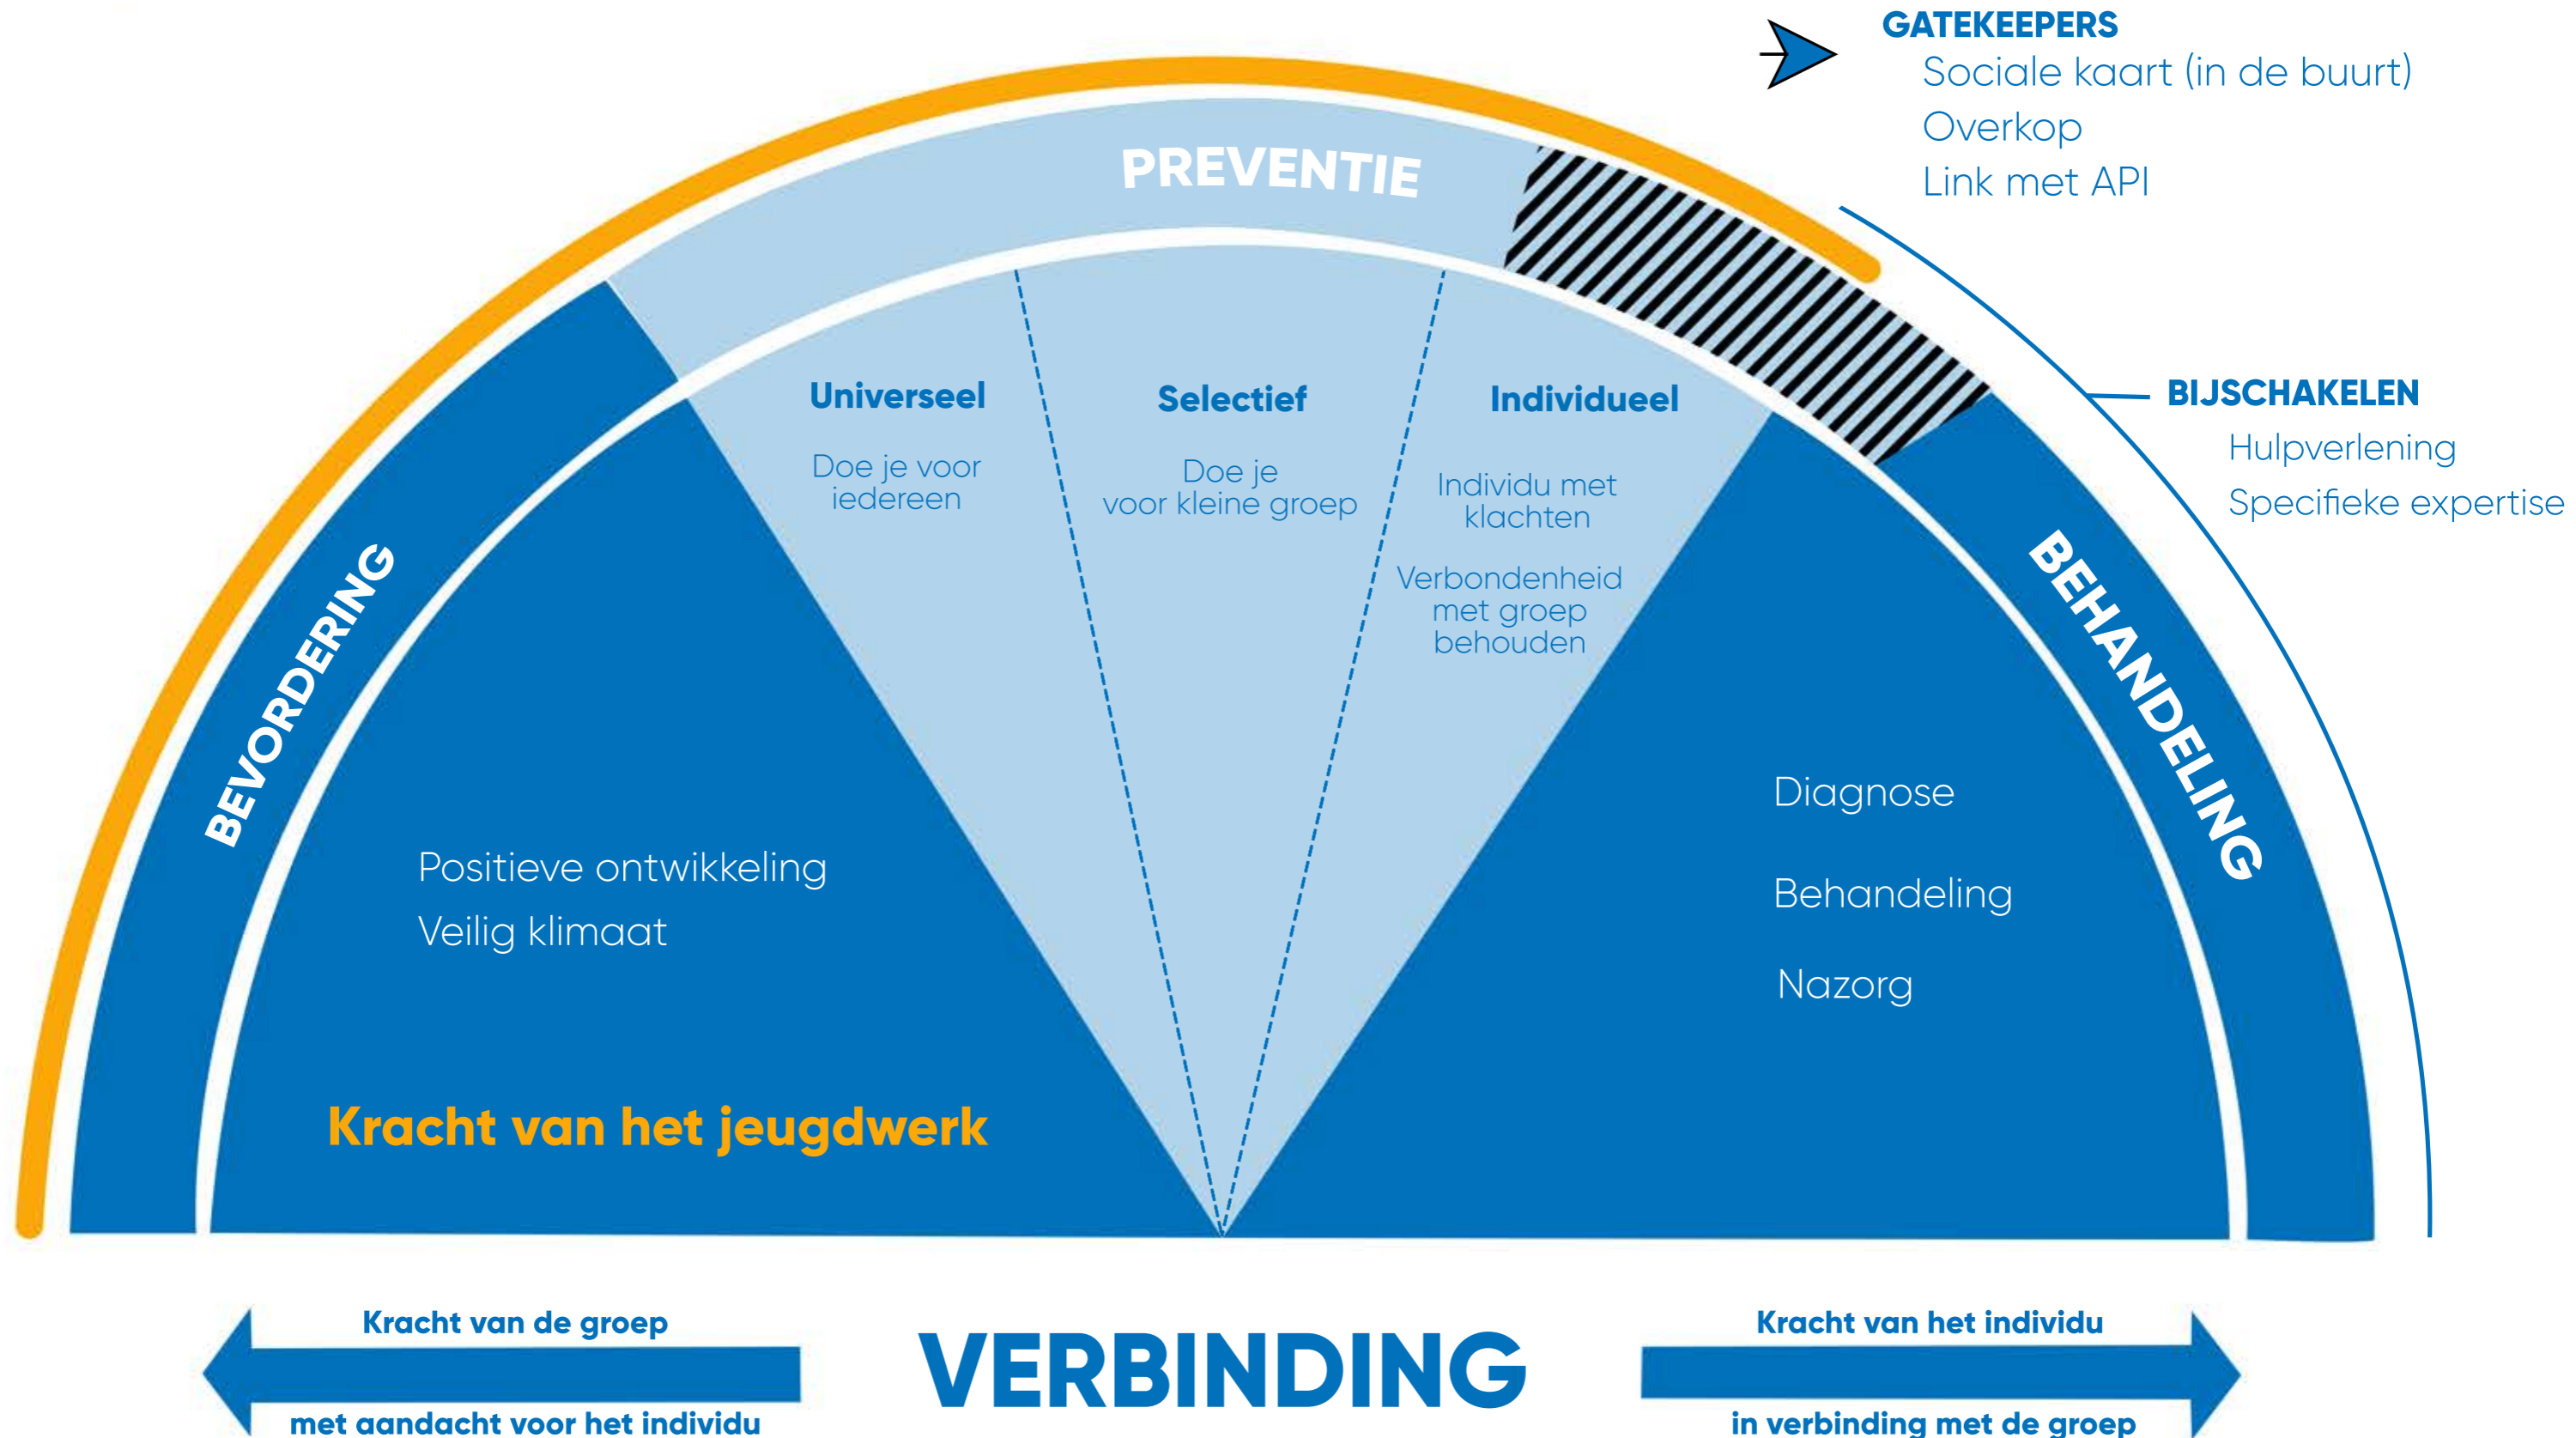 GATEKEEPERS
Sociale kaart (in de buurt)
Overkop
Link met API
PREVENTIE
BIJSCHAKELEN
Hulpverlening
Specifieke expertise
Universeel
Doe je voor
iedereen
Selectief
Doe je
voor kleine groep
Individueel
Individu met
klachten
Verbondenheid
met groep
behouden
BEVORDERING
Positieve ontwikkeling
Veilig klimaat
Kracht van het jeugdwerk
BEHANDELING
Diagnose
Behandeling
Nazorg
Kracht van de groep
met aandacht voor het individu
VERBINDING
Kracht van het individu
in verbinding met de groep